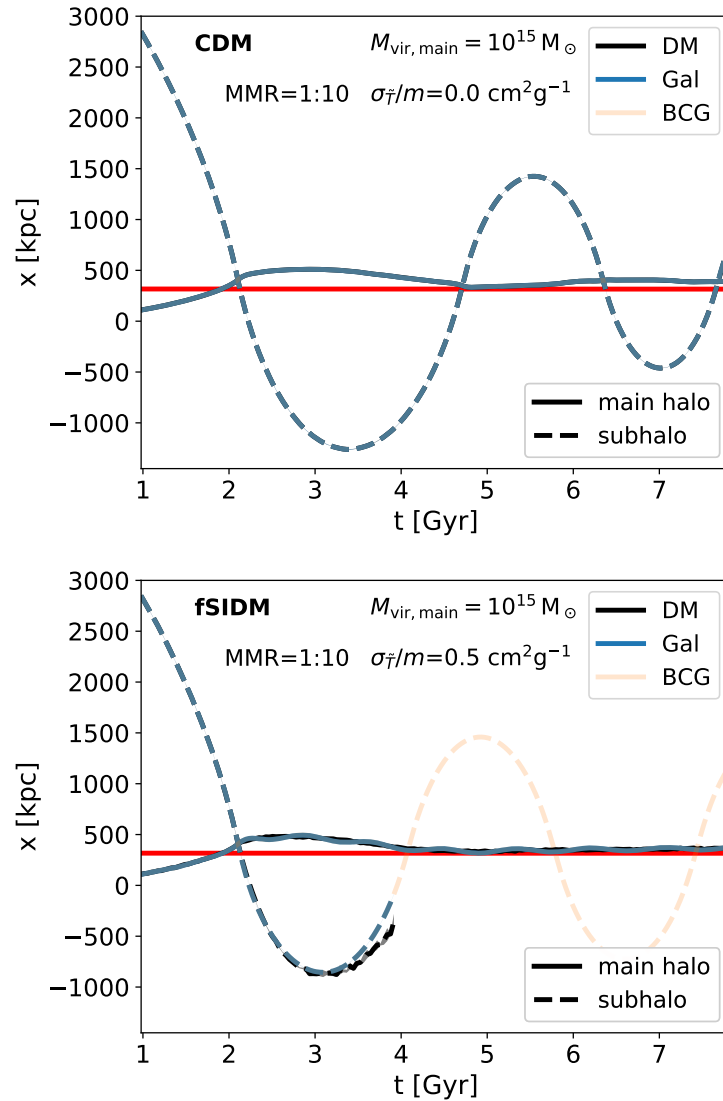 3000
2500
2000
1500
1000
500
0
−500
−1000
x [kpc]
CDM
M_vir, main = 10^15 M_⊙
MMR=1:10 σ_T̃/m=0.0 cm²g⁻¹
DM
Gal
BCG
main halo
subhalo
1 2 3 4 5 6 7
t [Gyr]
3000
2500
2000
1500
1000
500
0
−500
−1000
x [kpc]
fSIDM
M_vir, main = 10^15 M_⊙
MMR=1:10 σ_T̃/m=0.5 cm²g⁻¹
DM
Gal
BCG
main halo
subhalo
1 2 3 4 5 6 7
t [Gyr]